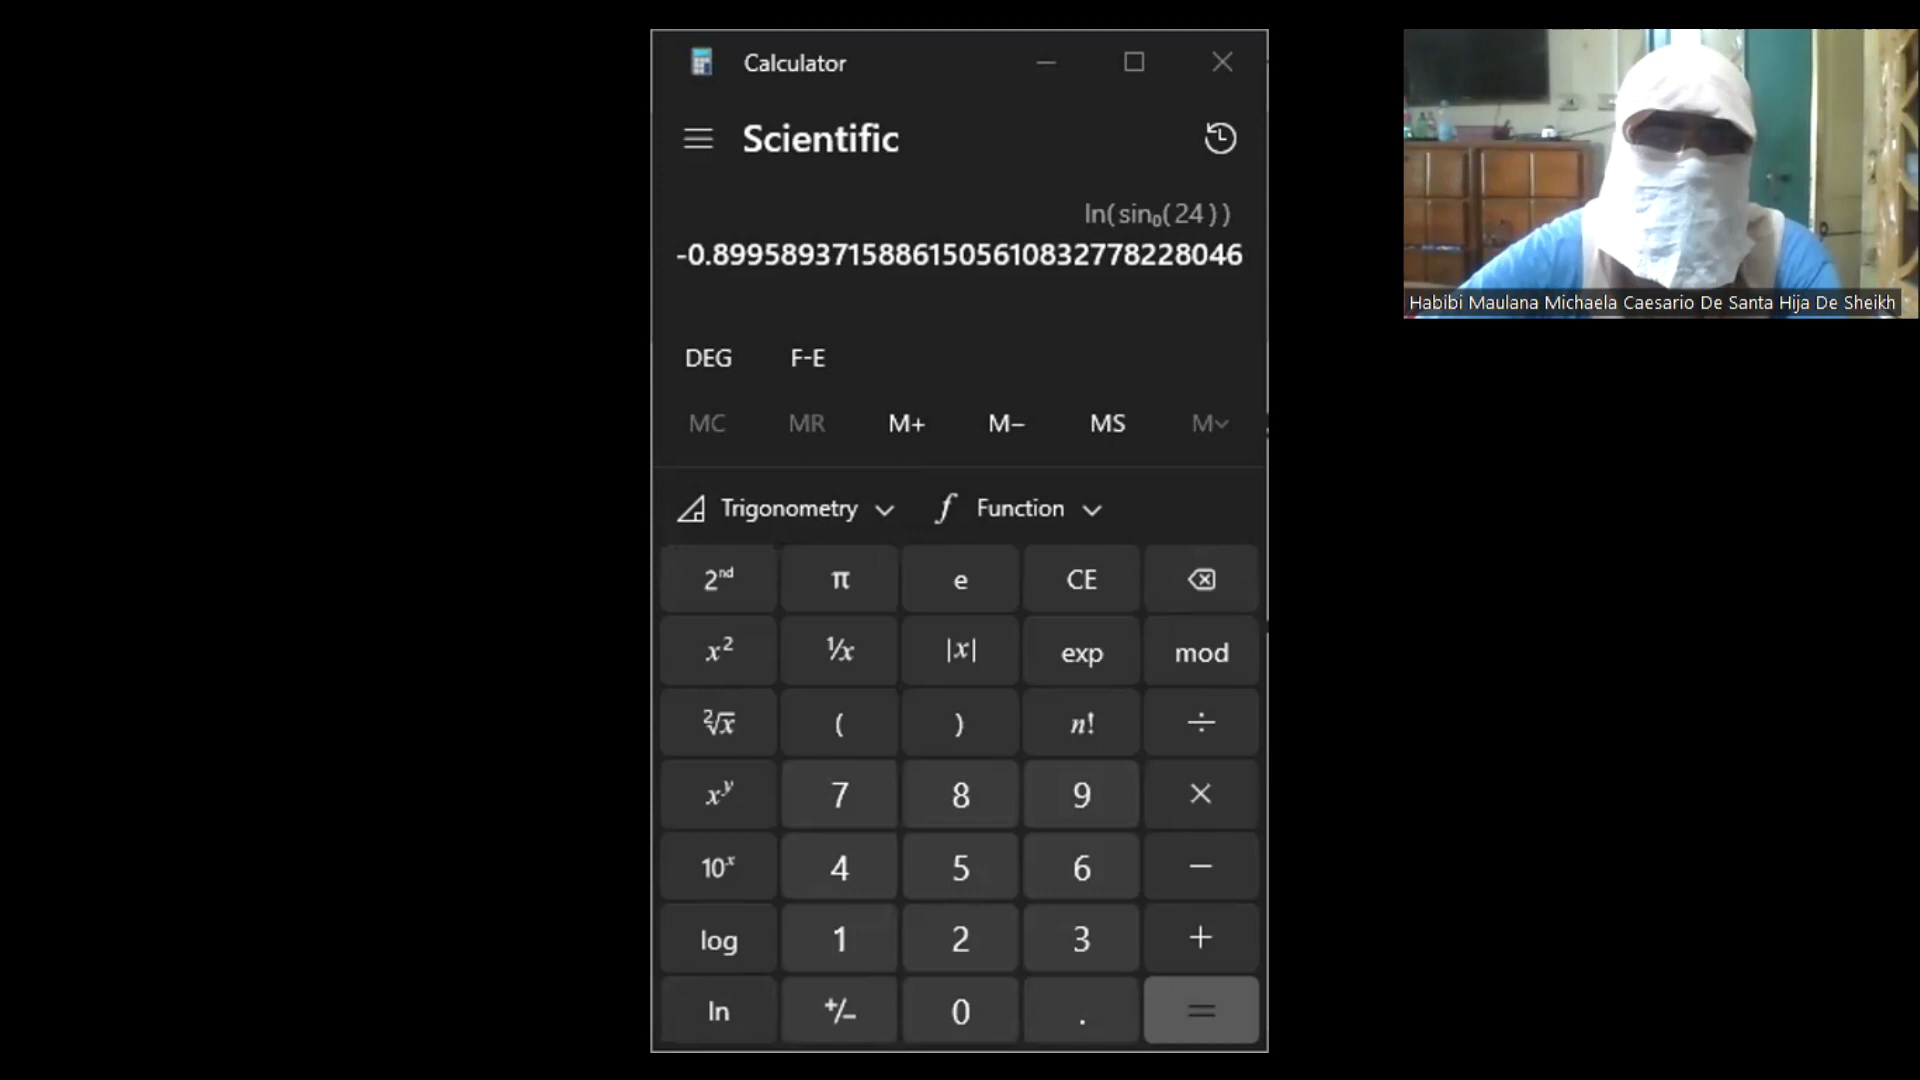 Calculator
Scientific
ln(sin₀(24))
-0.89958937158861505610832778228046
DEG F-E
MC MR M+ M− MS M
Trigonometry f Function
2ⁿᵈ π e CE
x² ¹/x |x| exp mod
²√x ( ) n! ÷
xʸ 7 8 9 ×
10ˣ 4 5 6 −
log 1 2 3 +
ln +/− 0 . =
Habibi Maulana Michaela Caesario De Santa Hija De Sheikh